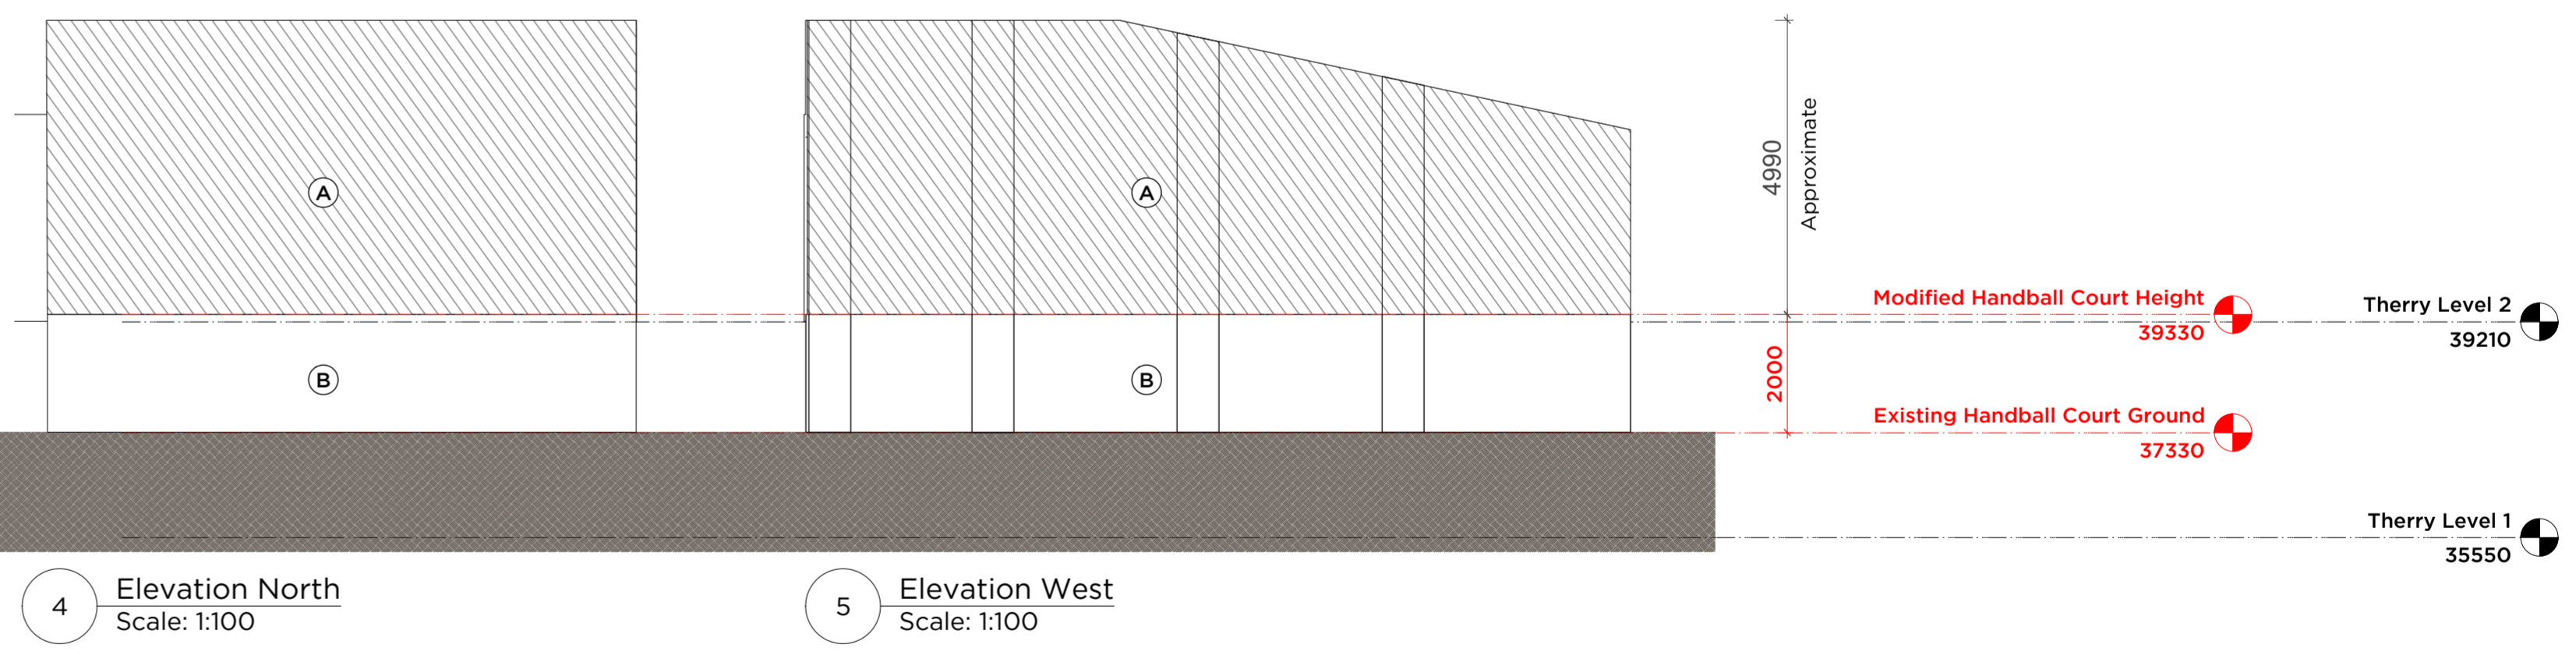 A
A
4990
Approximate
Modified Handball Court Height
39330
Therry Level 2
39210
B
B
2000
Existing Handball Court Ground
37330
Therry Level 1
35550
4
Elevation North
Scale: 1:100
5
Elevation West
Scale: 1:100